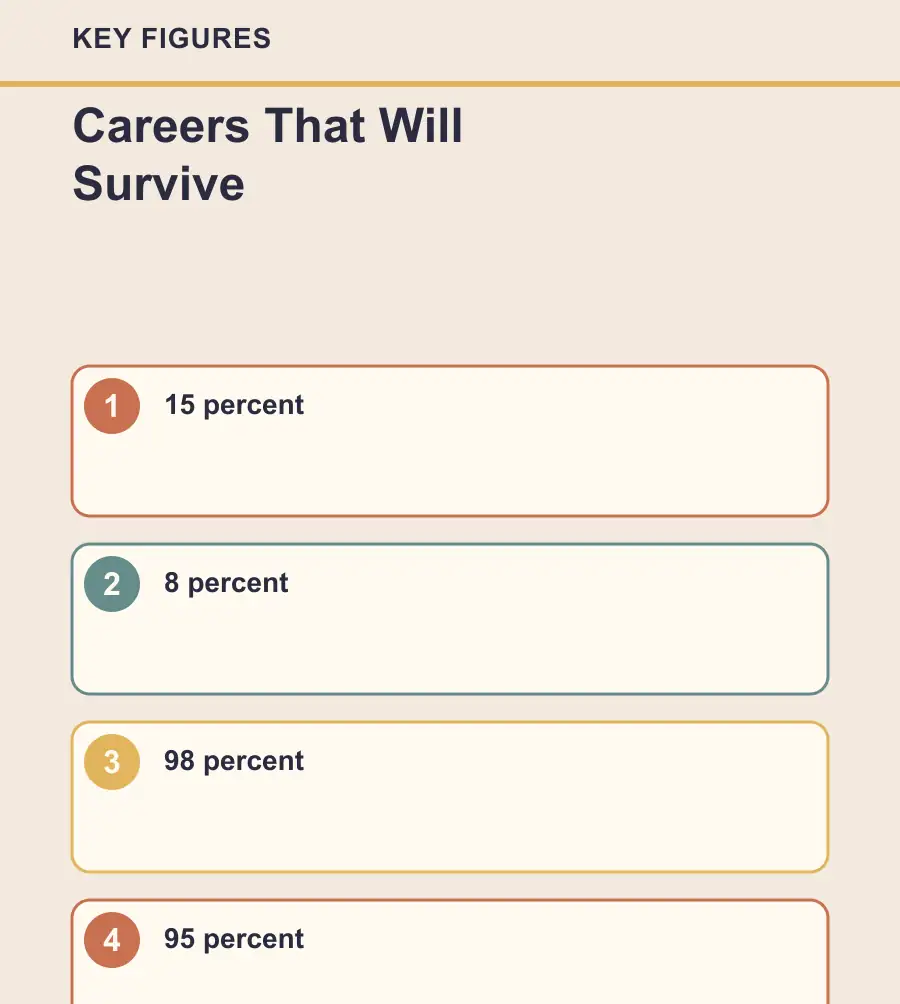 KEY FIGURES
Careers That Will
Survive
1
15 percent
2
8 percent
3
98 percent
4
95 percent